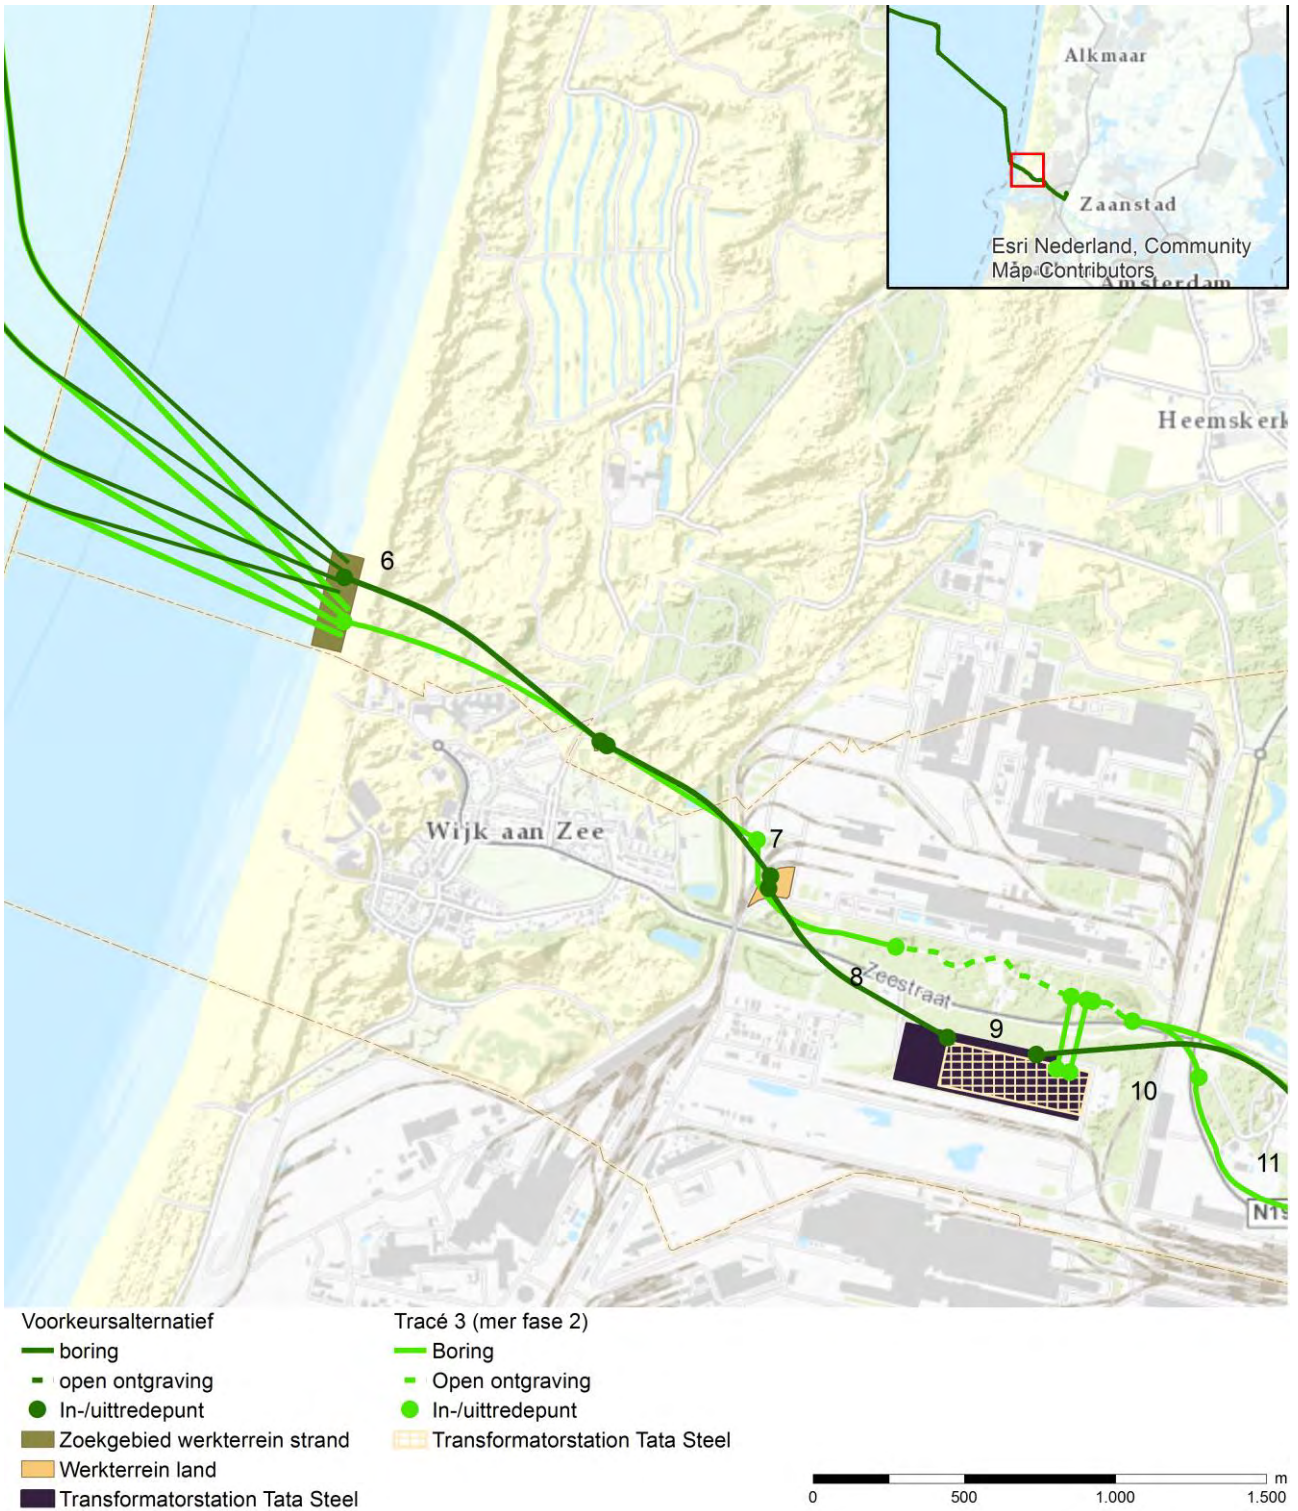 Alkmaar
Zaanstad
Esri Nederland, Community
Map Contributors
Amsterdam
Heemskerk
6
Wijk aan Zee
7
8
Zeestraat
9
10
11
Voorkeursalternatief
boring
open ontgraving
In-/uittredepunt
Zoekgebied werkterrein strand
Werkterrein land
Transformatorstation Tata Steel
Tracé 3 (mer fase 2)
Boring
Open ontgraving
In-/uittredepunt
Transformatorstation Tata Steel
m
0 500 1.000 1.500